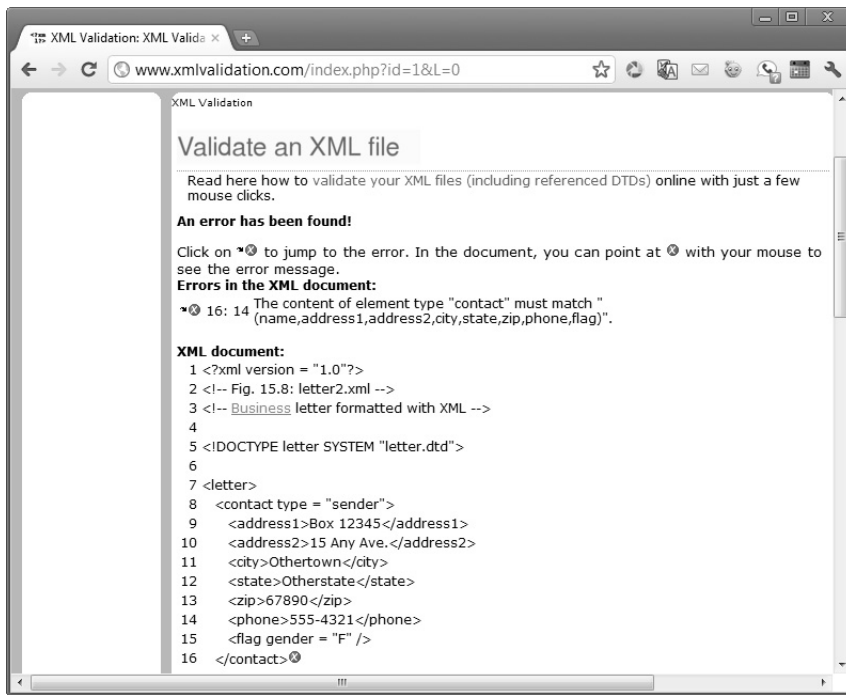 XML Validation: XML Valida
www.xmlvalidation.com/index.php?id=1&L=0
XML Validation
Validate an XML file
Read here how to validate your XML files (including referenced DTDs) online with just a few
mouse clicks.
An error has been found!
Click on to jump to the error. In the document, you can point at with your mouse to
see the error message.
Errors in the XML document:
16: 14 The content of element type "contact" must match "
(name,address1,address2,city,state,zip,phone,flag)".
XML document:
1 <?xml version = "1.0"?>
2 <!-- Fig. 15.8: letter2.xml -->
3 <!-- Business letter formatted with XML -->
4
5 <!DOCTYPE letter SYSTEM "letter.dtd">
6
7 <letter>
8 <contact type = "sender">
9 <address1>Box 12345</address1>
10 <address2>15 Any Ave.</address2>
11 <city>Othertown</city>
12 <state>Otherstate</state>
13 <zip>67890</zip>
14 <phone>555-4321</phone>
15 <flag gender = "F" />
16 </contact>